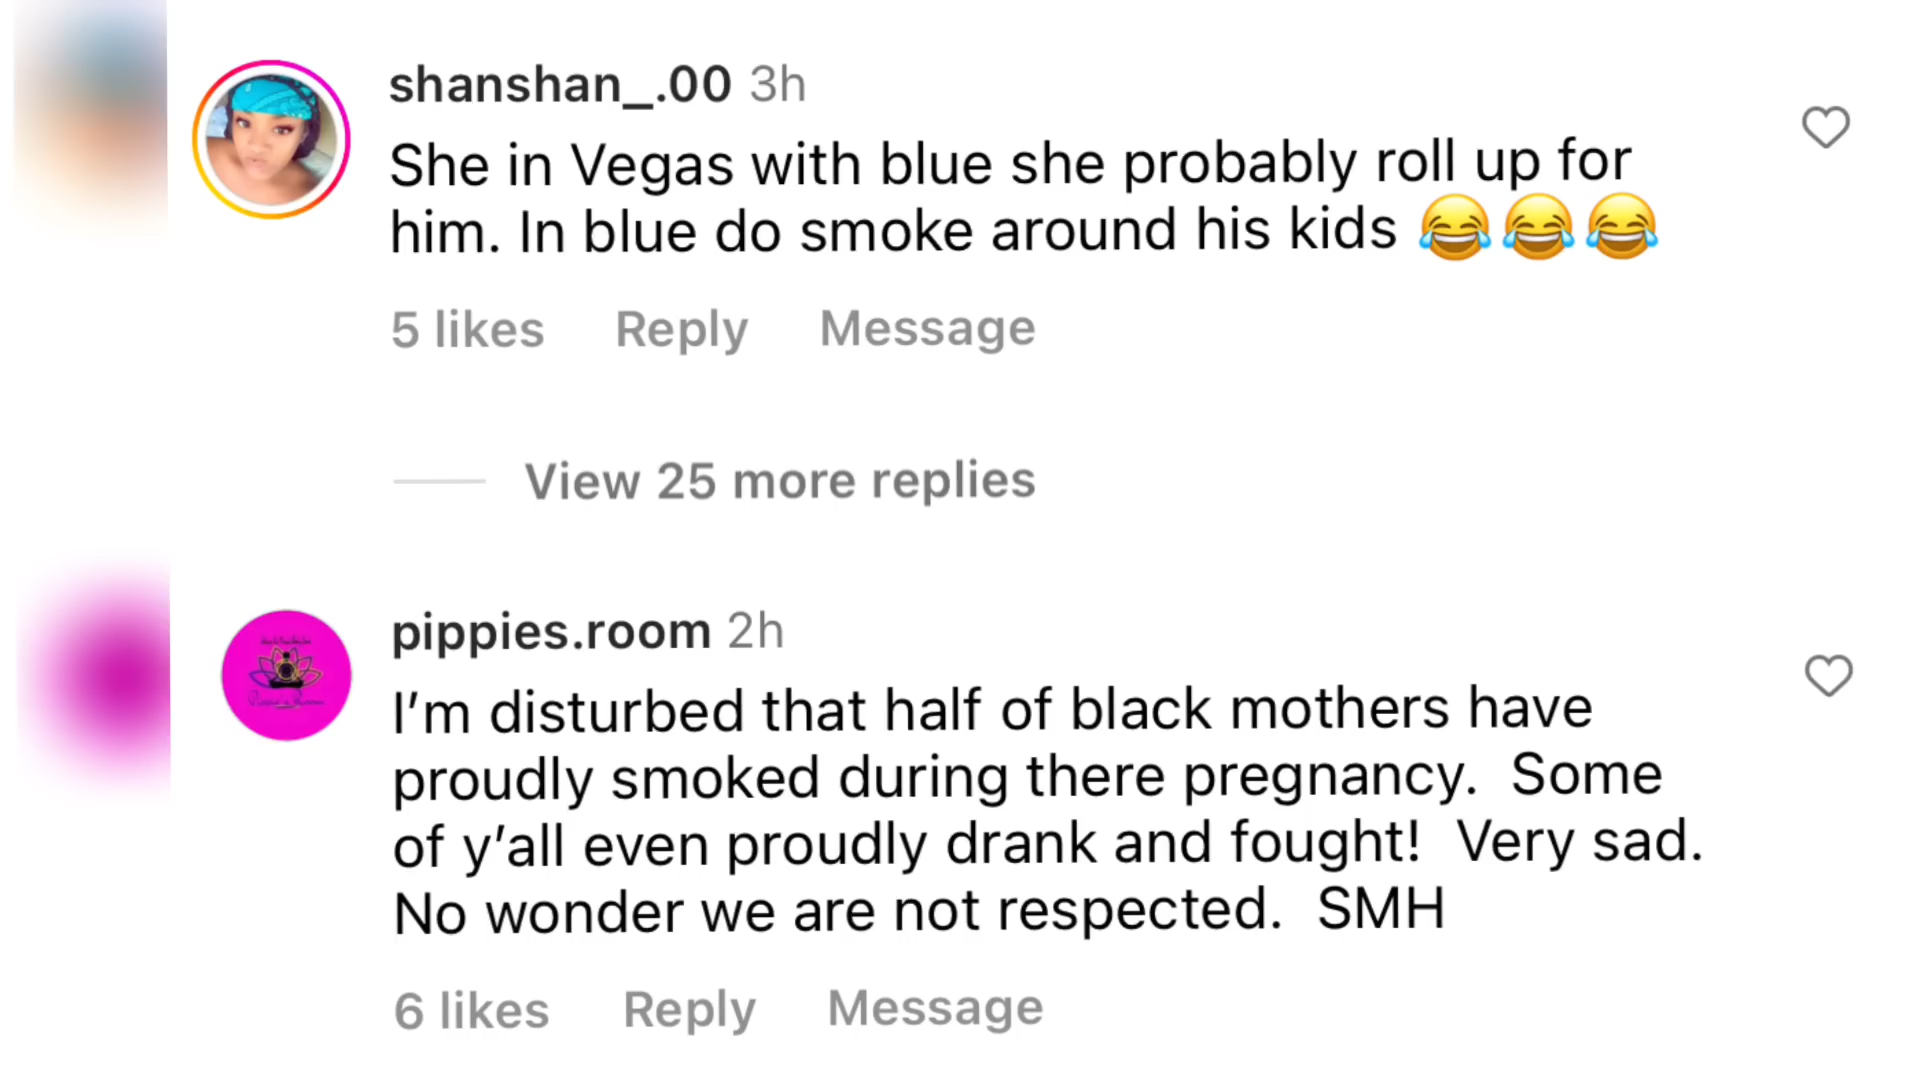 shanshan_.00 3h
She in Vegas with blue she probably roll up for
him. In blue do smoke around his kids 😂😂😂
5 likes Reply Message
View 25 more replies
pippies.room 2h
I’m disturbed that half of black mothers have
proudly smoked during there pregnancy.  Some
of y’all even proudly drank and fought!  Very sad.
No wonder we are not respected.  SMH
6 likes Reply Message